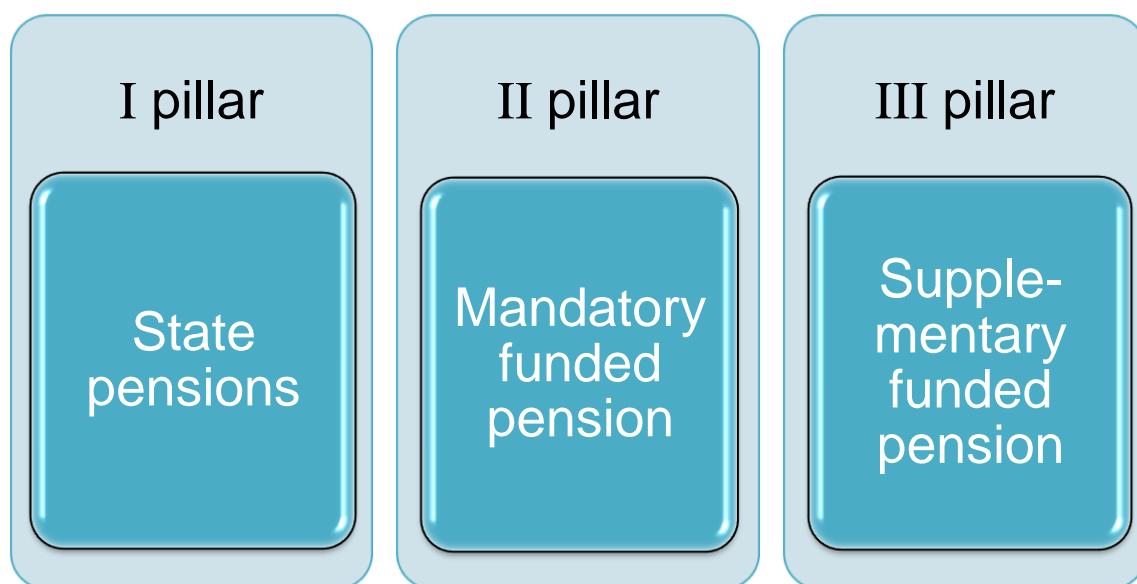 I pillar
State
pensions
II pillar
Mandatory
funded
pension
III pillar
Supple-
mentary
funded
pension